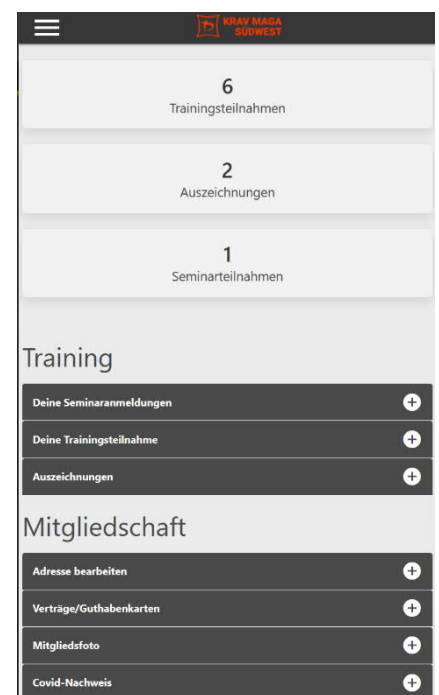 KRAV MAGA
SÜDWEST
6
Trainingsteilnahmen
2
Auszeichnungen
1
Seminarteilnahmen
Training
Deine Seminaranmeldungen
Deine Trainingsteilnahme
Auszeichnungen
Mitgliedschaft
Adresse bearbeiten
Verträge/Guthabenkarten
Mitgliedsfoto
Covid-Nachweis